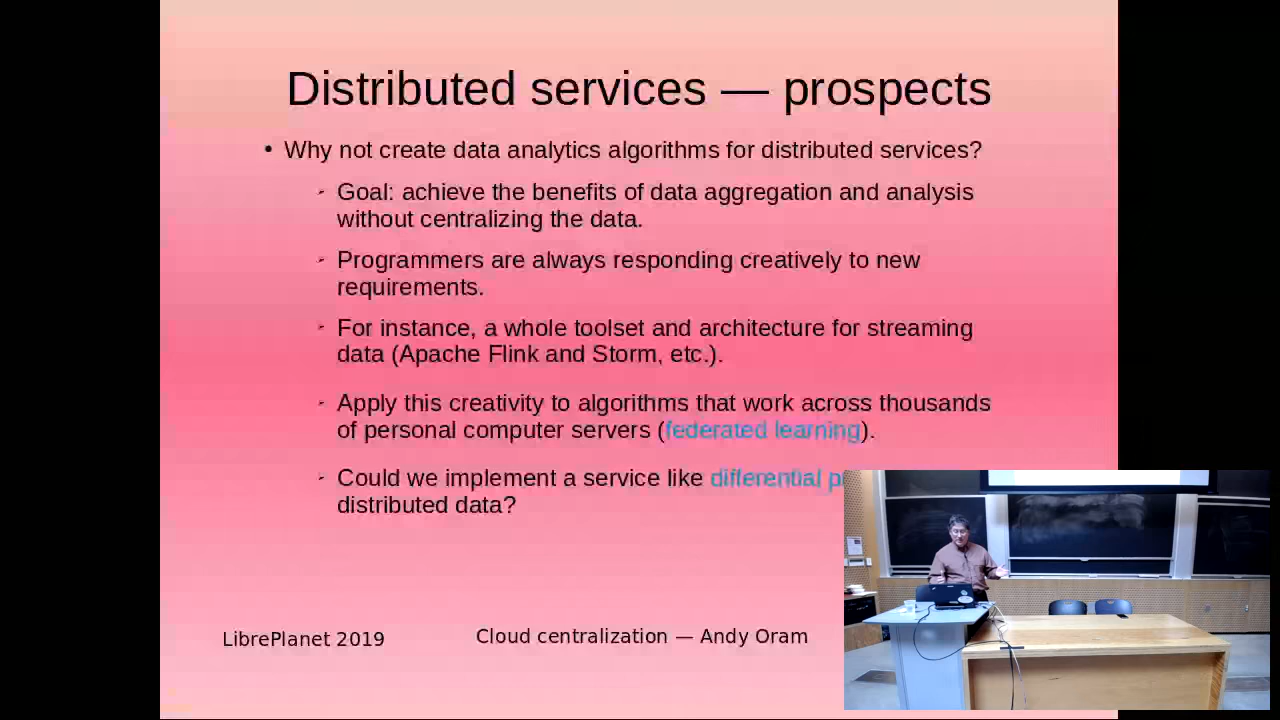 Distributed services — prospects
• Why not create data analytics algorithms for distributed services?
Goal: achieve the benefits of data aggregation and analysis
without centralizing the data.
Programmers are always responding creatively to new
requirements.
For instance, a whole toolset and architecture for streaming
data (Apache Flink and Storm, etc.).
Apply this creativity to algorithms that work across thousands
of personal computer servers (federated learning).
Could we implement a service like differential
distributed data?
LibrePlanet 2019
Cloud centralization — Andy Oram